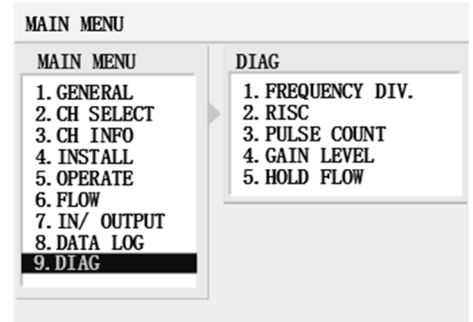 MAIN MENU
MAIN MENU
1. GENERAL
2. CH SELECT
3. CH INFO
4. INSTALL
5. OPERATE
6. FLOW
7. IN/ OUTPUT
8. DATA LOG
9. DIAG
DIAG
1. FREQUENCY DIV.
2. RISC
3. PULSE COUNT
4. GAIN LEVEL
5. HOLD FLOW